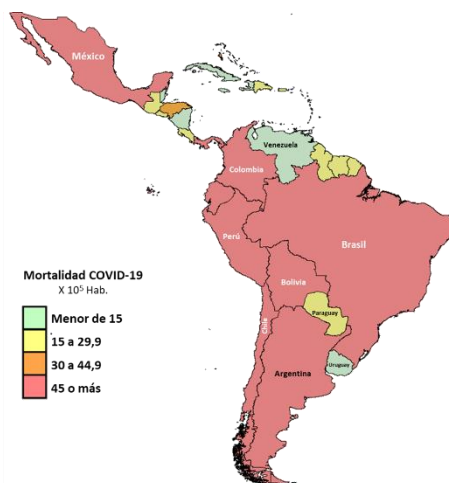 México
Venezuela
Colombia
Perú
Brasil
Bolivia
Paraguay
Chile
Argentina
Uruguay
Mortalidad COVID-19
X 10⁵ Hab.
Menor de 15
15 a 29,9
30 a 44,9
45 o más